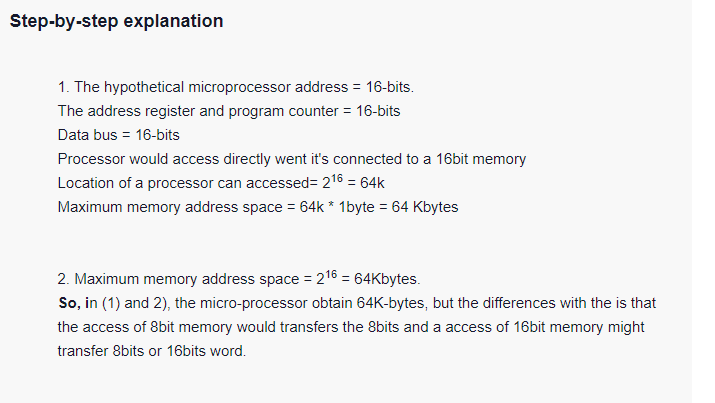 Step-by-step explanation
1. The hypothetical microprocessor address = 16-bits.
The address register and program counter = 16-bits
Data bus = 16-bits
Processor would access directly went it's connected to a 16bit memory
Location of a processor can accessed= 2¹⁶ = 64k
Maximum memory address space = 64k * 1byte = 64 Kbytes
2. Maximum memory address space = 2¹⁶ = 64Kbytes.
So, in (1) and 2), the micro-processor obtain 64K-bytes, but the differences with the is that
the access of 8bit memory would transfers the 8bits and a access of 16bit memory might
transfer 8bits or 16bits word.